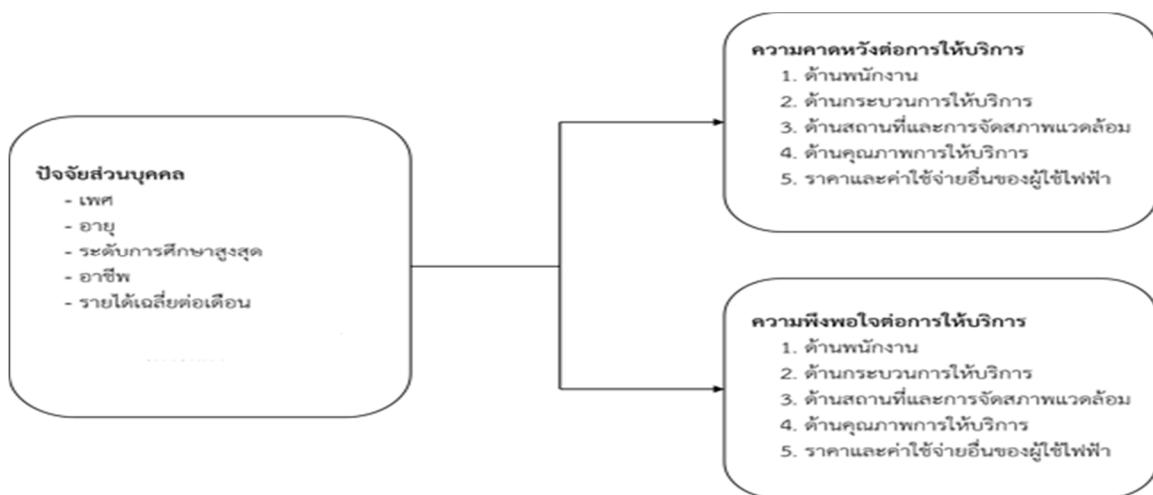 ปัจจัยส่วนบุคคล
- เพศ
- อายุ
- ระดับการศึกษาสูงสุด
- อาชีพ
- รายได้เฉลี่ยต่อเดือน
ความคาดหวังต่อการให้บริการ
1. ด้านพนักงาน
2. ด้านกระบวนการให้บริการ
3. ด้านสถานที่และการจัดสภาพแวดล้อม
4. ด้านคุณภาพการให้บริการ
5. ราคาและค่าใช้จ่ายอื่นของผู้ใช้ไฟฟ้า
ความพึงพอใจต่อการให้บริการ
1. ด้านพนักงาน
2. ด้านกระบวนการให้บริการ
3. ด้านสถานที่และการจัดสภาพแวดล้อม
4. ด้านคุณภาพการให้บริการ
5. ราคาและค่าใช้จ่ายอื่นของผู้ใช้ไฟฟ้า